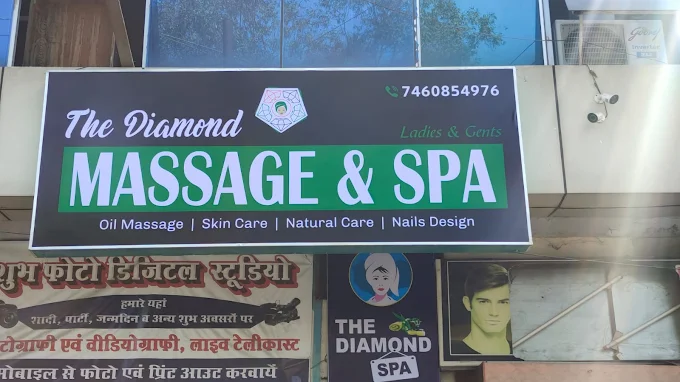 7460854976
The Diamond
Ladies & Gents
MASSAGE & SPA
Oil Massage | Skin Care | Natural Care | Nails Design
शुभ फोटो डिजिटल स्टूडियो
हमारे यहां
शादी, पार्टी, जन्मदिन व अन्य शुभ अवसरों पर
टोग्राफी एवं वीडियोग्राफी, लाइव टेलीकास्ट
मोबाइल से फोटो एवं प्रिंट आउट करवायें
THE
DIAMOND
SPA